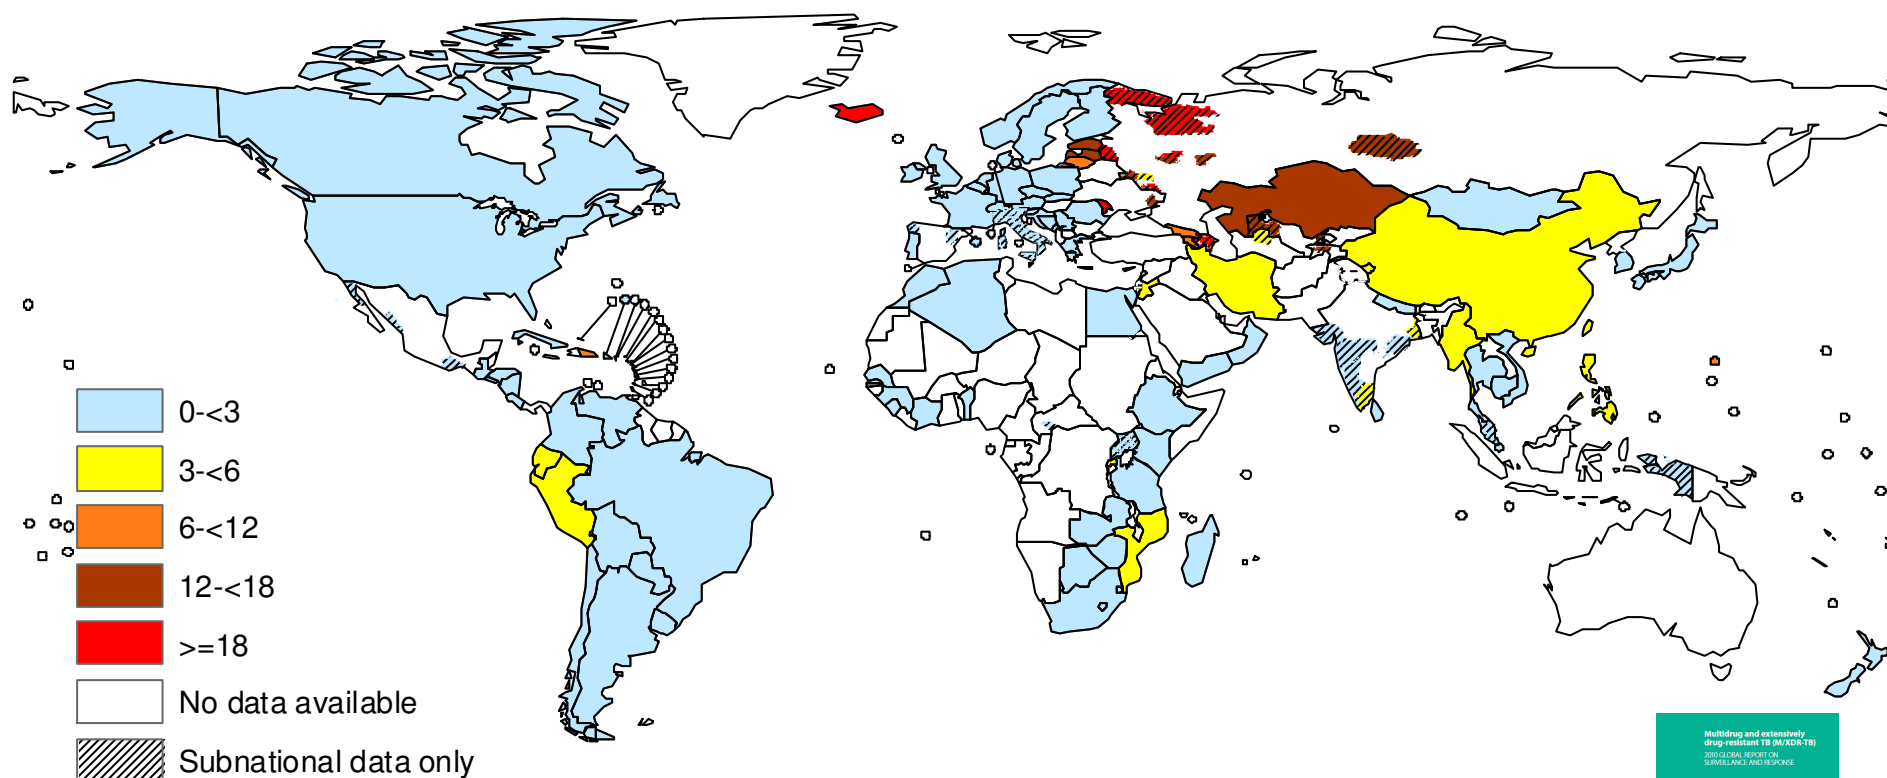 0-<3
3-<6
6-<12
12-<18
>=18
No data available
Subnational data only
Multidrug and extensively
drug-resistant TB (M/XDR-TB)
2010 GLOBAL REPORT ON
SURVEILLANCE AND RESPONSE